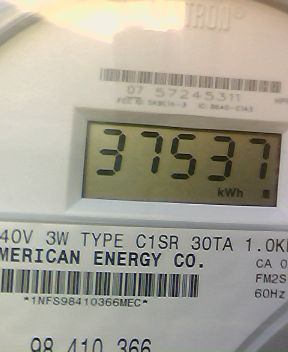 TRON®
07 57245311
37537
kWh
40V 3W TYPE C1SR 30TA 1.0K
MERICAN ENERGY CO.
CA 0
FM2S
60Hz
*1NFS98410366MEC*
98 410 366